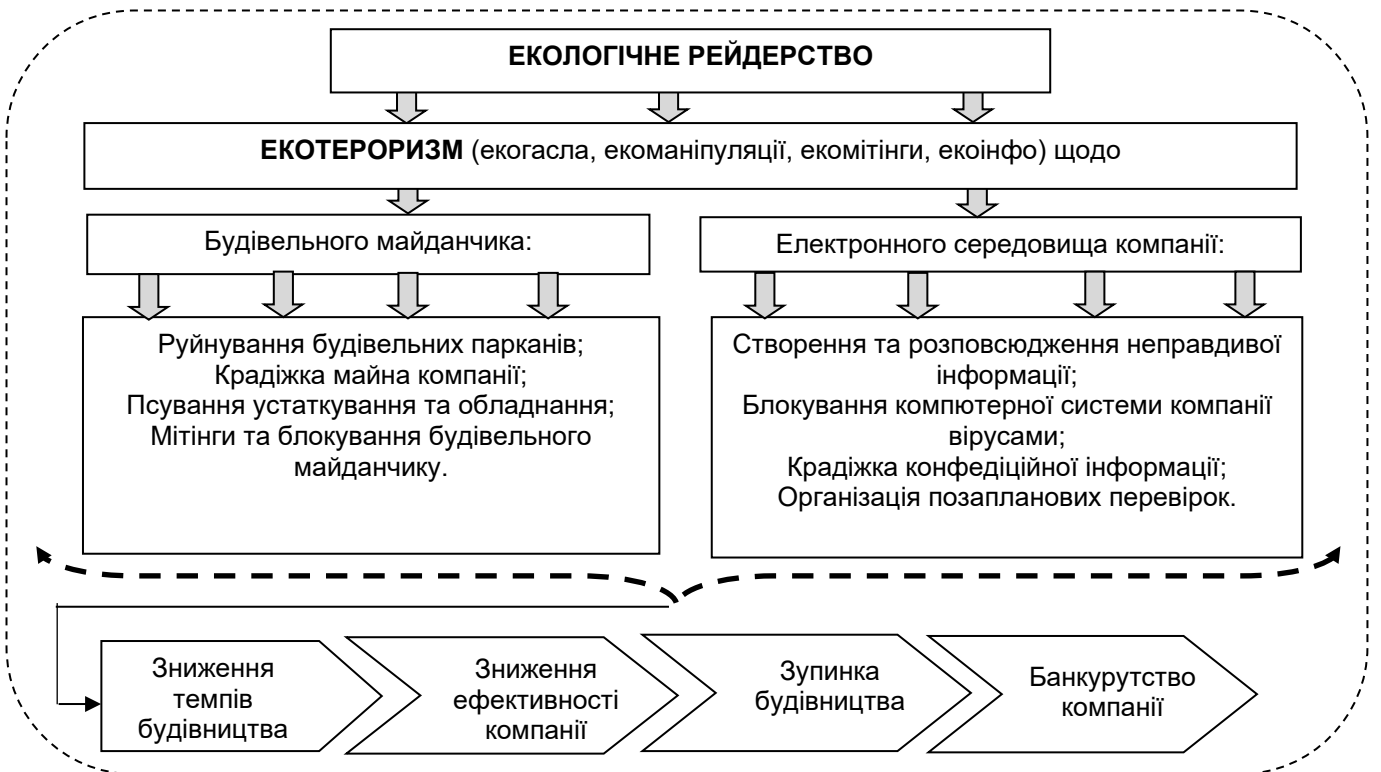 ЕКОЛОГІЧНЕ РЕЙДЕРСТВО
ЕКОТЕРОРИЗМ (екогасла, екоманіпуляції, екомітінги, екоінфо) щодо
Будівельного майданчика:
Електронного середовища компанії:
Руйнування будівельних парканів;
Крадіжка майна компанії;
Псування устаткування та обладнання;
Мітінги та блокування будівельного
майданчику.
Створення та розповсюдження неправдивої
інформації;
Блокування компютерної системи компанії
вірусами;
Крадіжка конфедіційної інформації;
Організація позапланових перевірок.
Зниження
темпів
будівництва
Зниження
ефективності
компанії
Зупинка
будівництва
Банкурутство
компанії